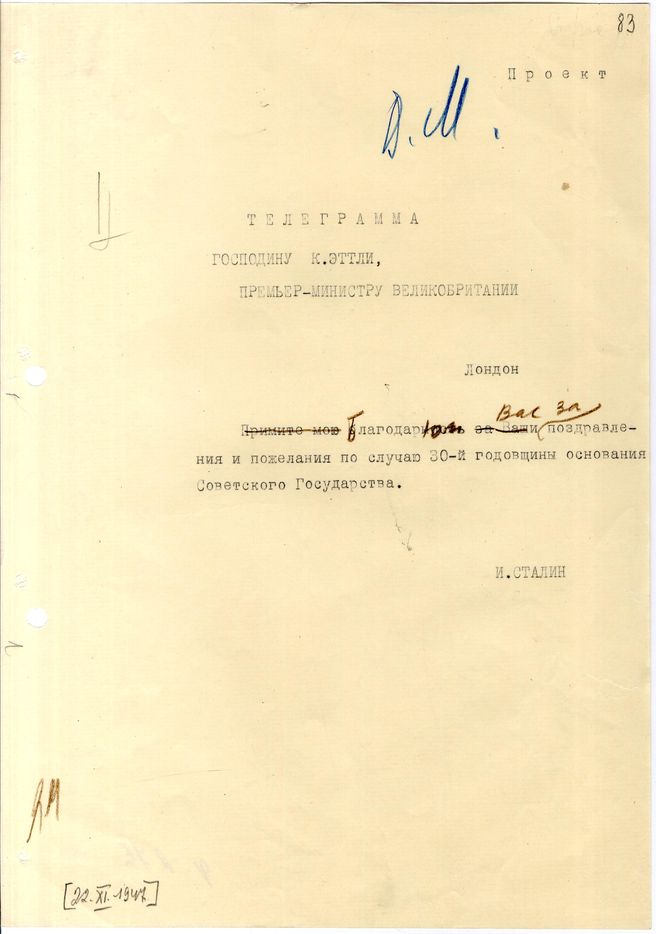 83
Проект
В.М.
ТЕЛЕГРАММА
ГОСПОДИНУ К.ЭТТЛИ,
ПРЕМЬЕР-МИНИСТРУ ВЕЛИКОБРИТАНИИ
Лондон
Вас за
Примите мою Благодарю за Ваши поздравле-
ния и пожелания по случаю 30-й годовщины основания
Советского Государства.
И.СТАЛИН
[22.XI.1947]